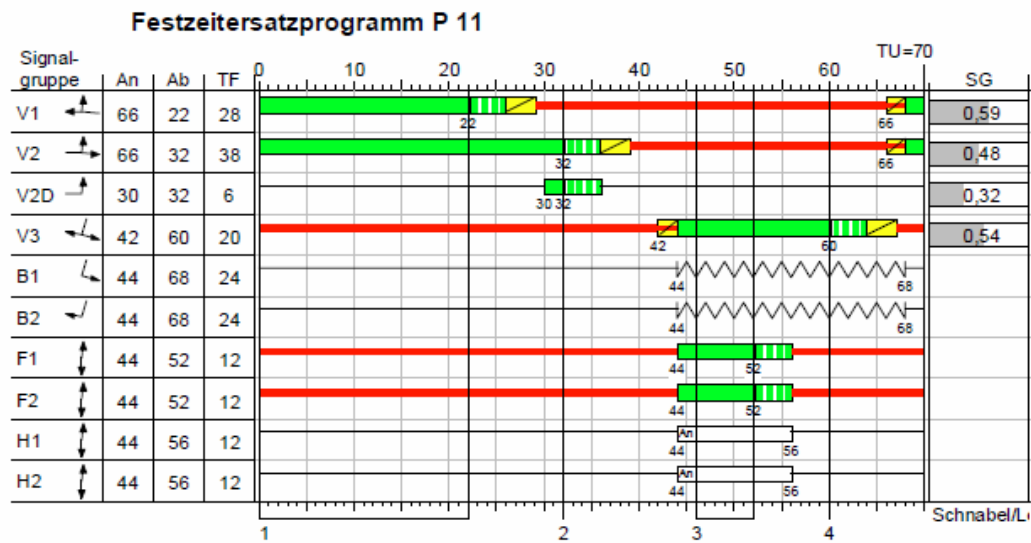 Festzeitersatzprogramm P 11
TU=70
Signal-
gruppe An Ab TF 0 10 20 30 40 50 60 SG
V1 66 22 28 22 66 0,59
V2 66 32 38 32 66 0,48
V2D 30 32 6 30 32 0,32
V3 42 60 20 42 60 0,54
B1 44 68 24 44 68
B2 44 68 24 44 68
F1 44 52 12 44 52
F2 44 52 12 44 52
H1 44 56 12 An 44 56
H2 44 56 12 An 44 56
Schnabel/L
1 2 3 4